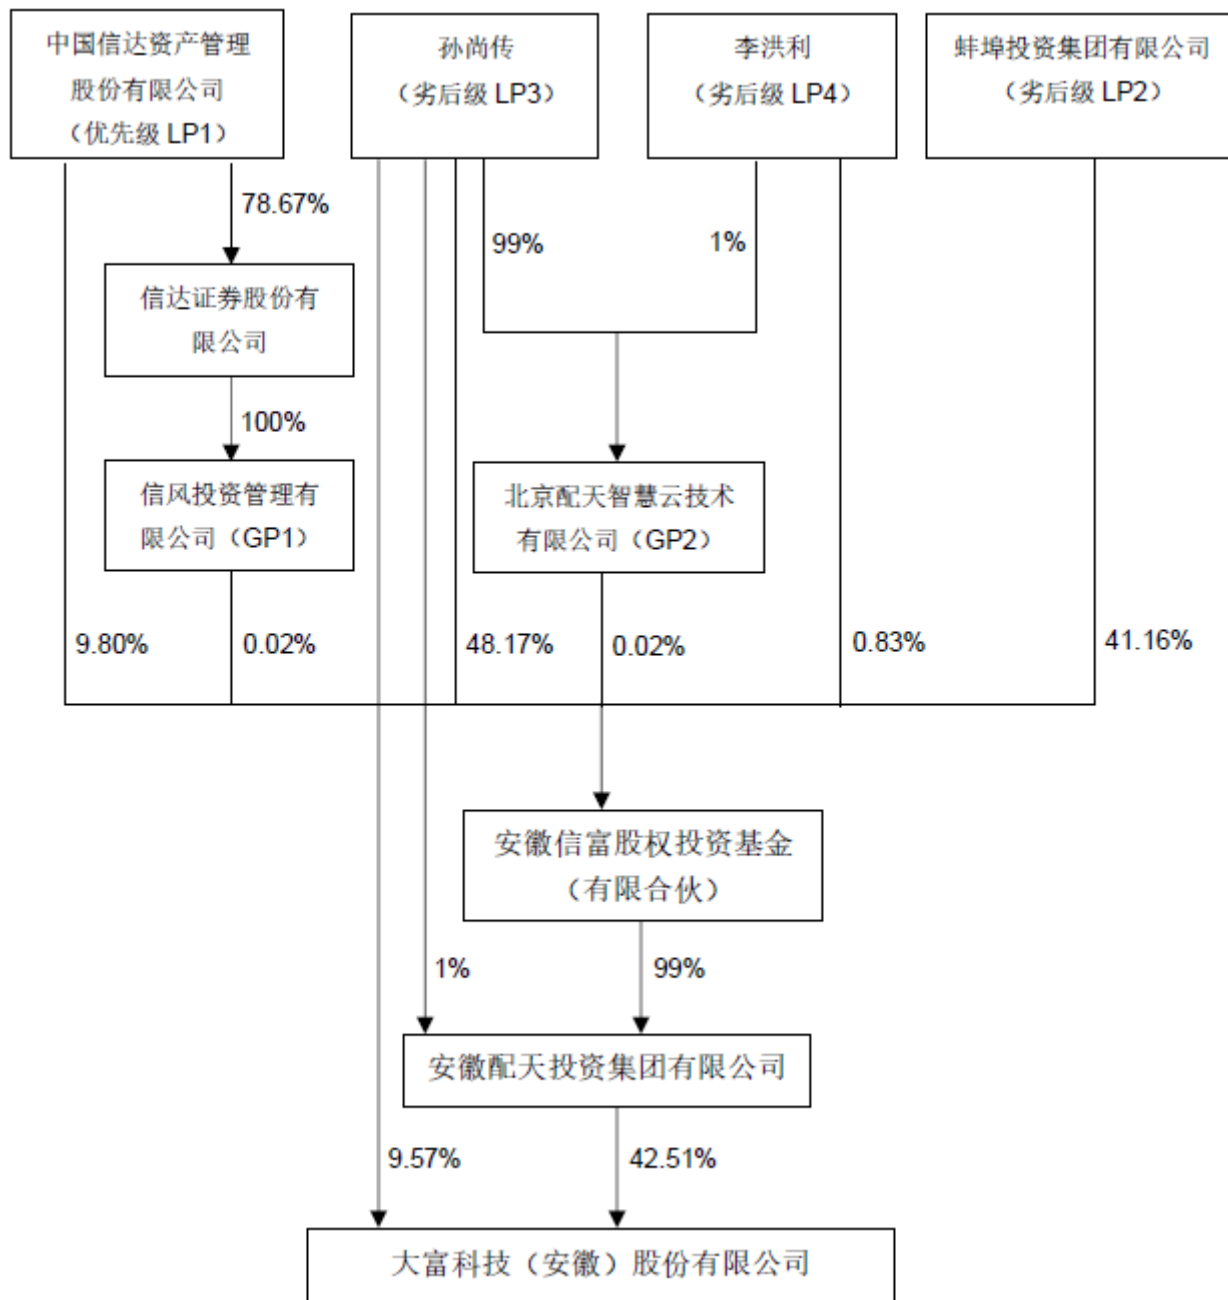 中国信达资产管理
股份有限公司
（优先级 LP1）
孙尚传
（劣后级 LP3）
李洪利
（劣后级 LP4）
蚌埠投资集团有限公司
（劣后级 LP2）
78.67%
99%
1%
信达证券股份有
限公司
100%
信风投资管理有
限公司（GP1）
北京配天智慧云技术
有限公司（GP2）
9.80%
0.02%
48.17%
0.02%
0.83%
41.16%
安徽信富股权投资基金
（有限合伙）
1%
99%
安徽配天投资集团有限公司
9.57%
42.51%
大富科技（安徽）股份有限公司